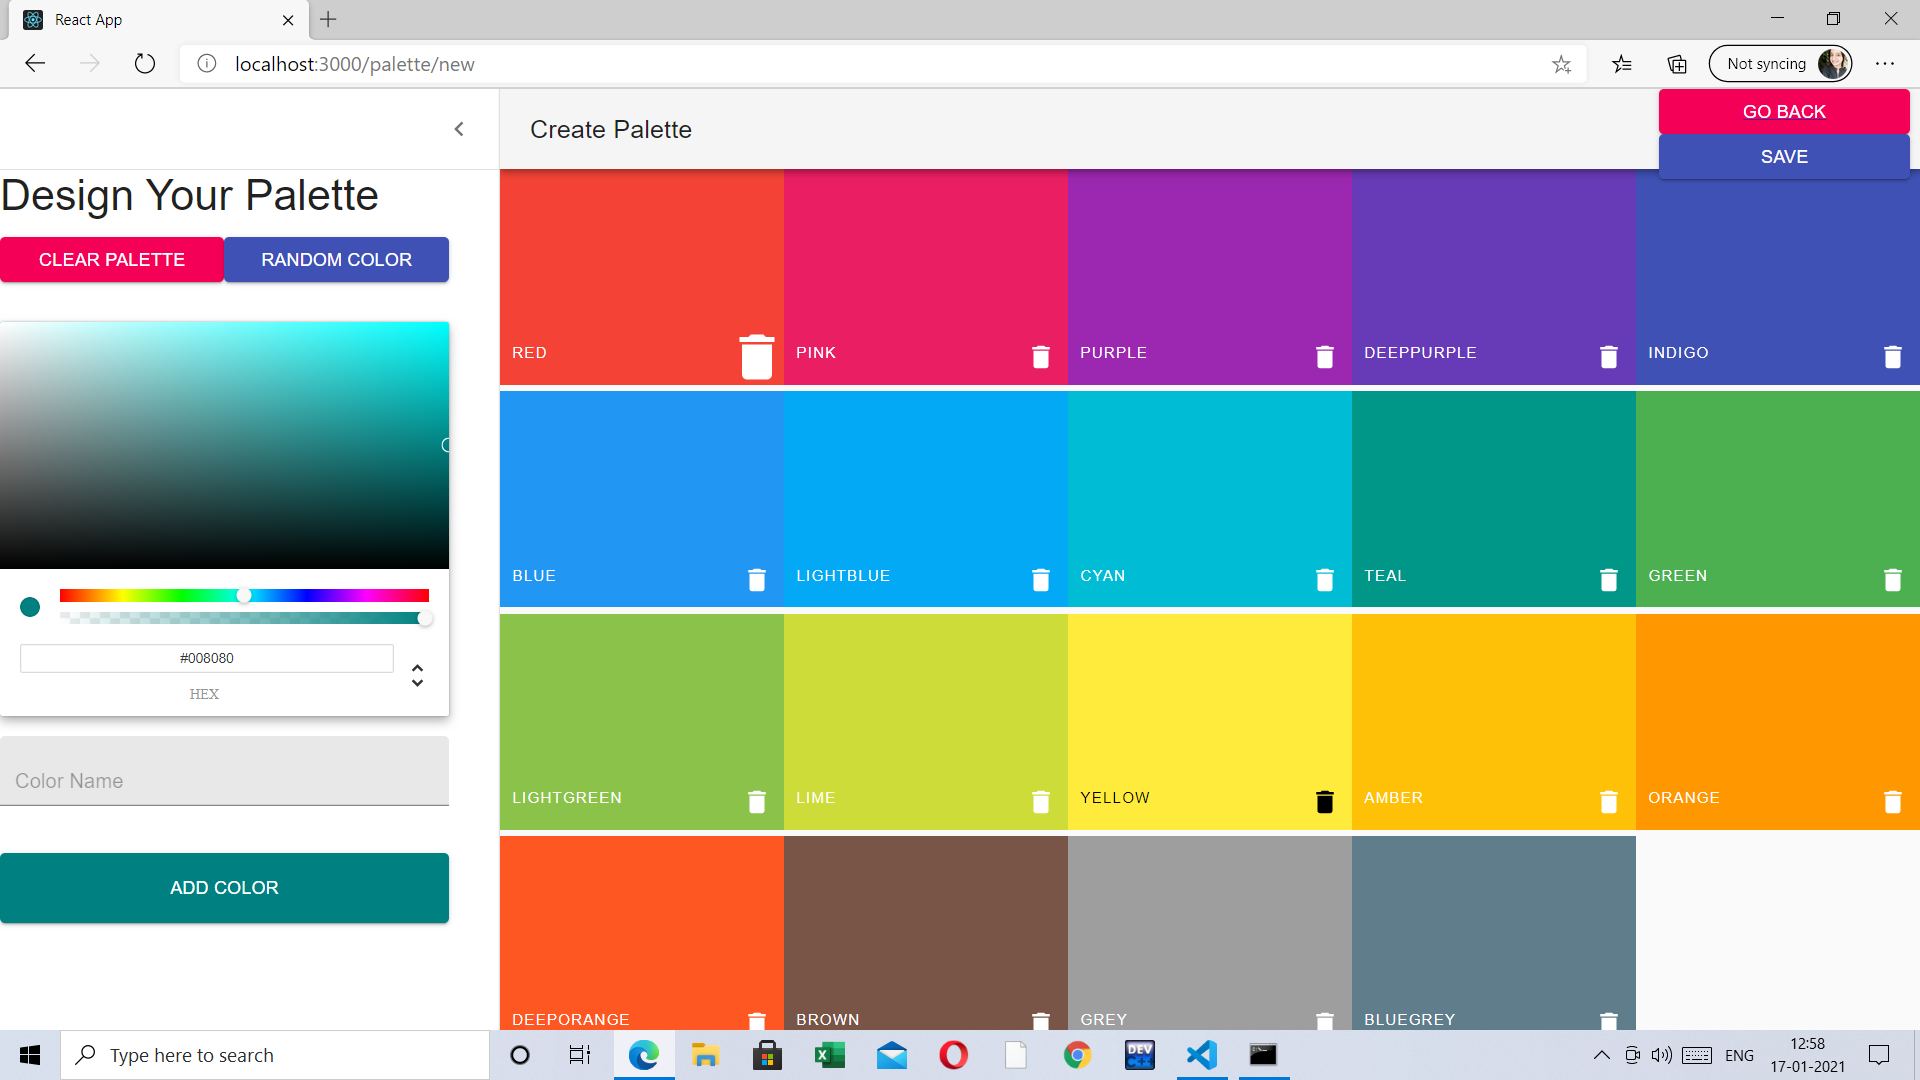 React App
localhost:3000/palette/new
Not syncing
Create Palette
GO BACK
SAVE
Design Your Palette
CLEAR PALETTE
RANDOM COLOR
#008080
HEX
Color Name
ADD COLOR
RED
PINK
PURPLE
DEEPPURPLE
INDIGO
BLUE
LIGHTBLUE
CYAN
TEAL
GREEN
LIGHTGREEN
LIME
YELLOW
AMBER
ORANGE
DEEPORANGE
BROWN
GREY
BLUEGREY
Type here to search
DEV
C++
ENG
12:58
17-01-2021